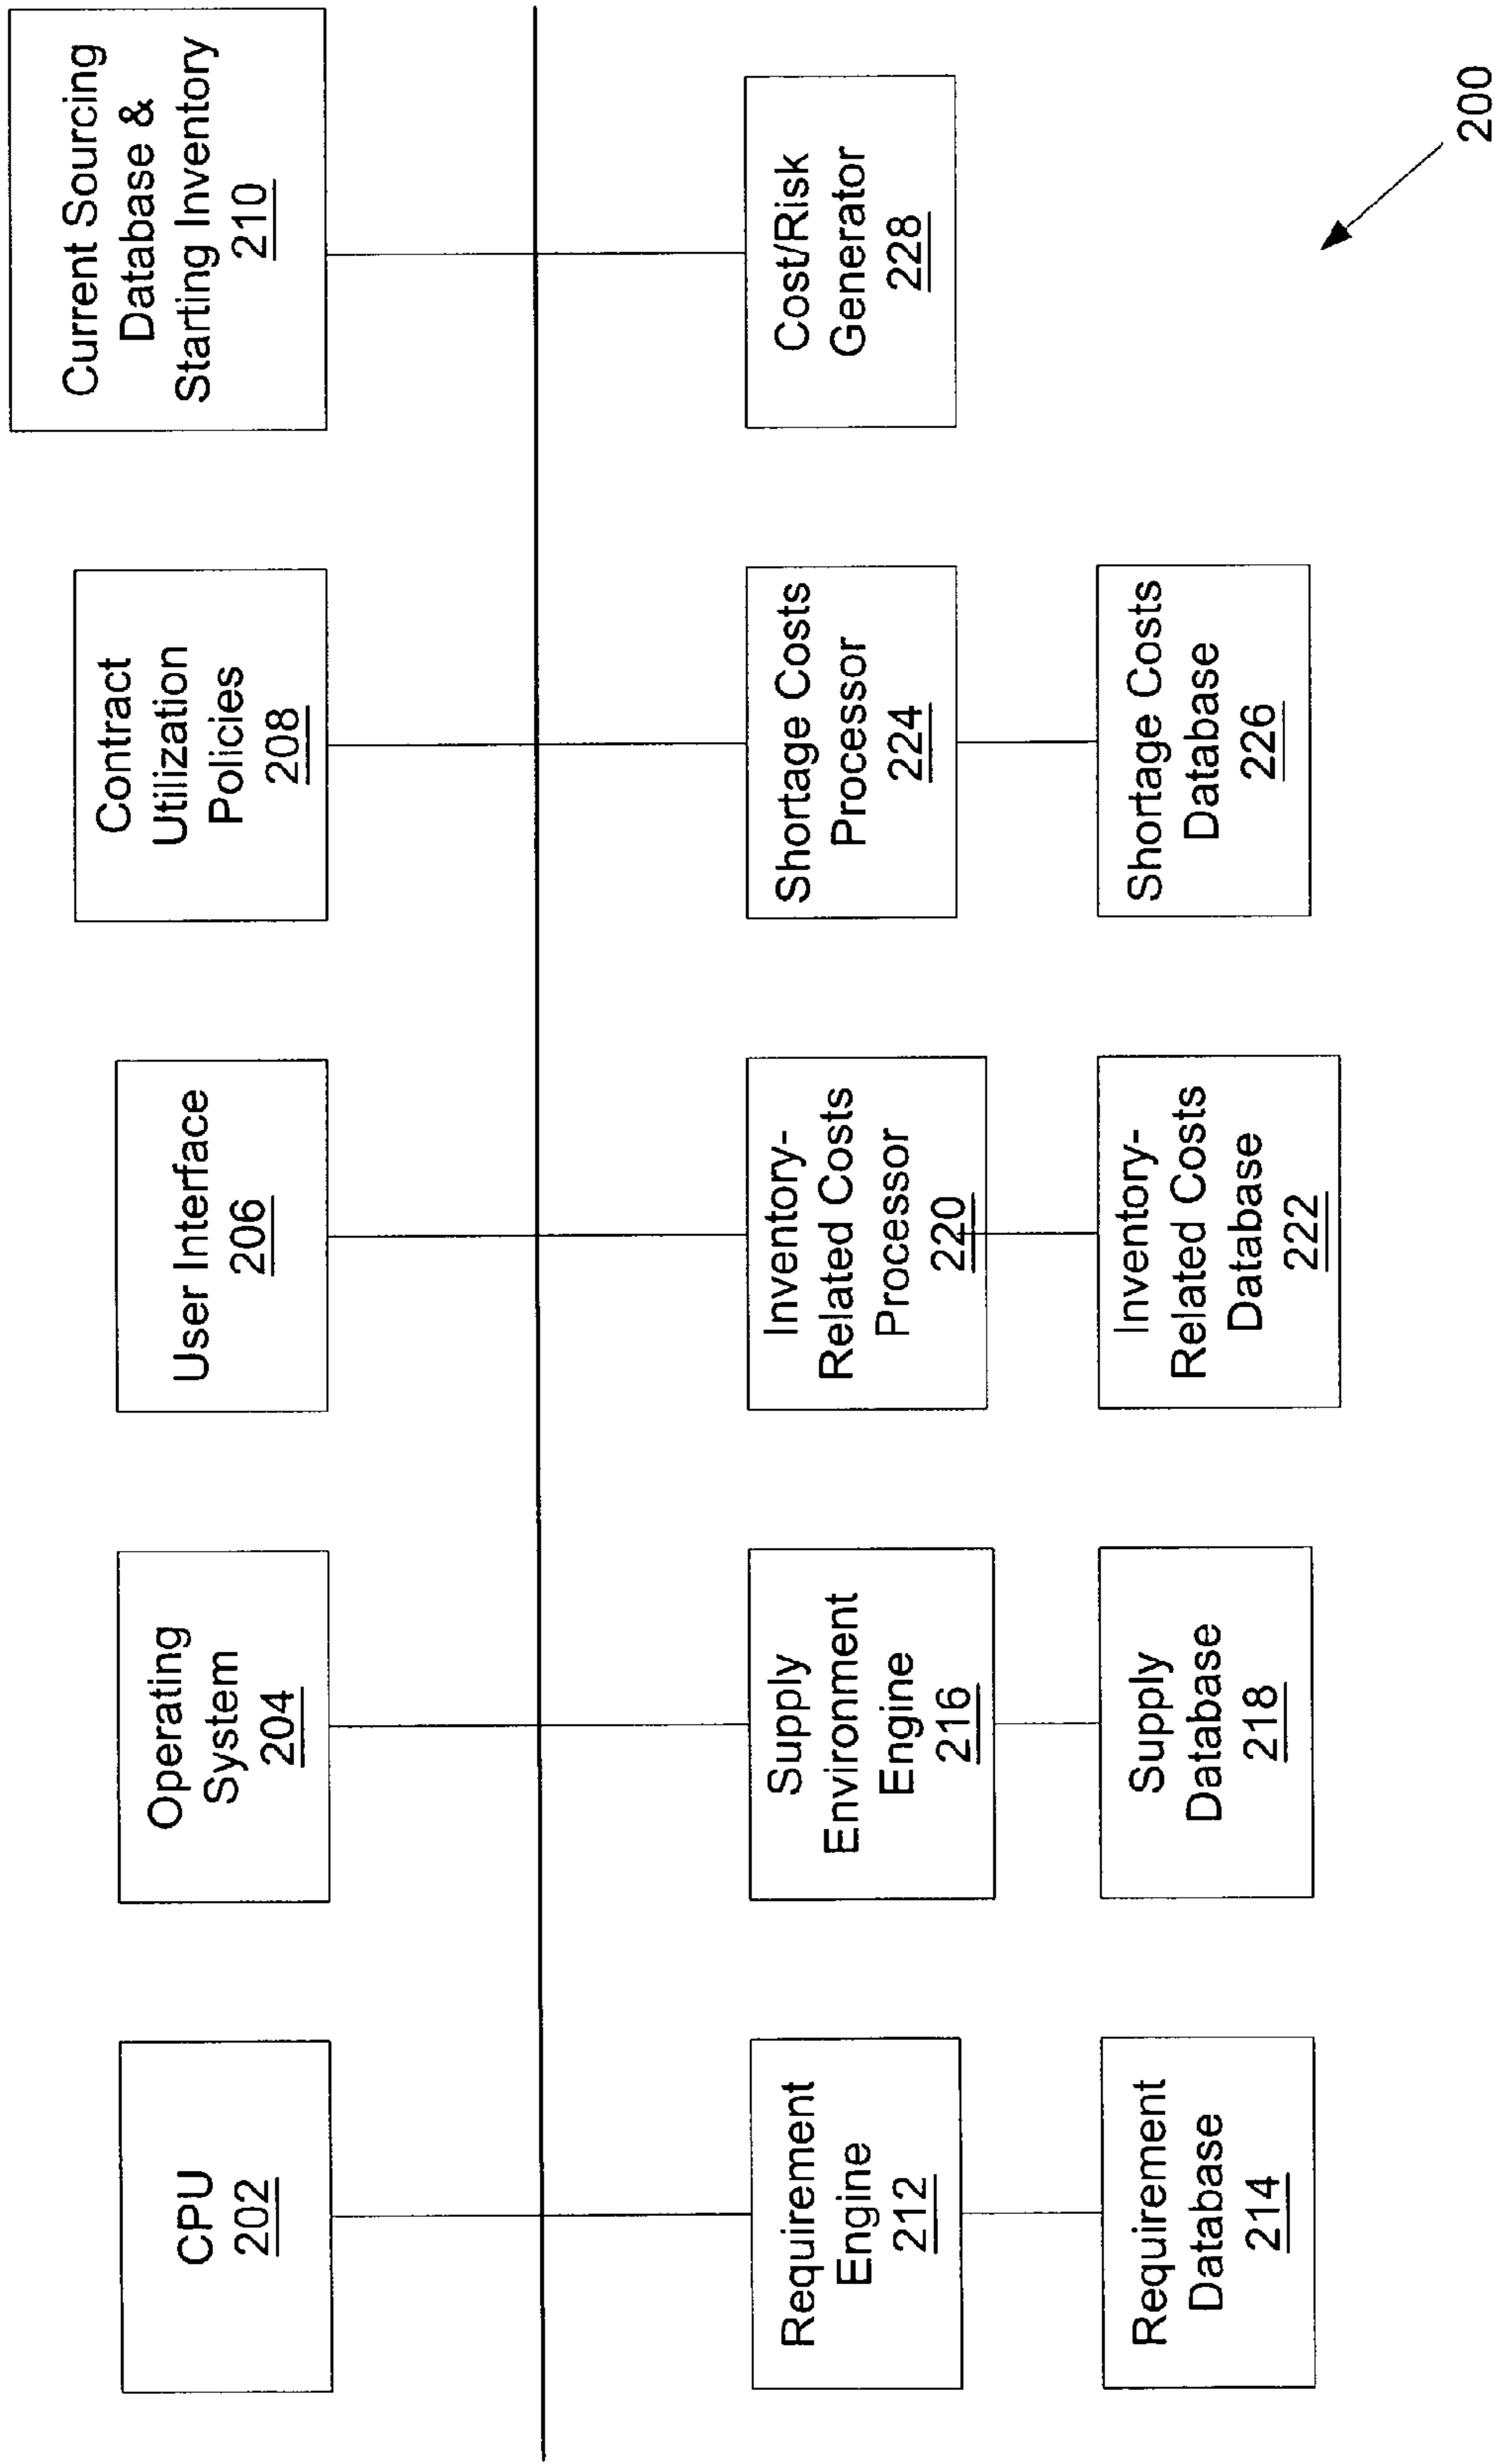 CPU
202
Operating
System
204
User Interface
206
Contract
Utilization
Policies
208
Current Sourcing
Database &
Starting Inventory
210
Requirement
Engine
212
Supply
Environment
Engine
216
Inventory-
Related Costs
Processor
220
Shortage Costs
Processor
224
Cost/Risk
Generator
228
Requirement
Database
214
Supply
Database
218
Inventory-
Related Costs
Database
222
Shortage Costs
Database
226
200